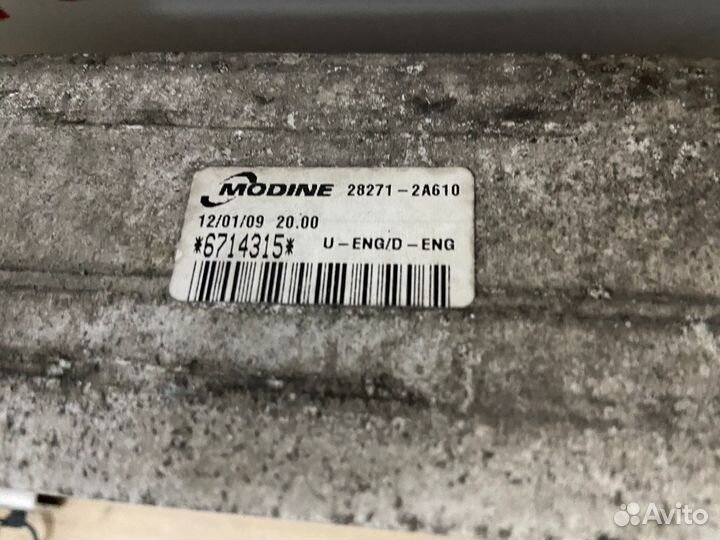 MODINE 28271-2A610
12/01/09 20.00
*6714315* U-ENG/D-ENG
Avito